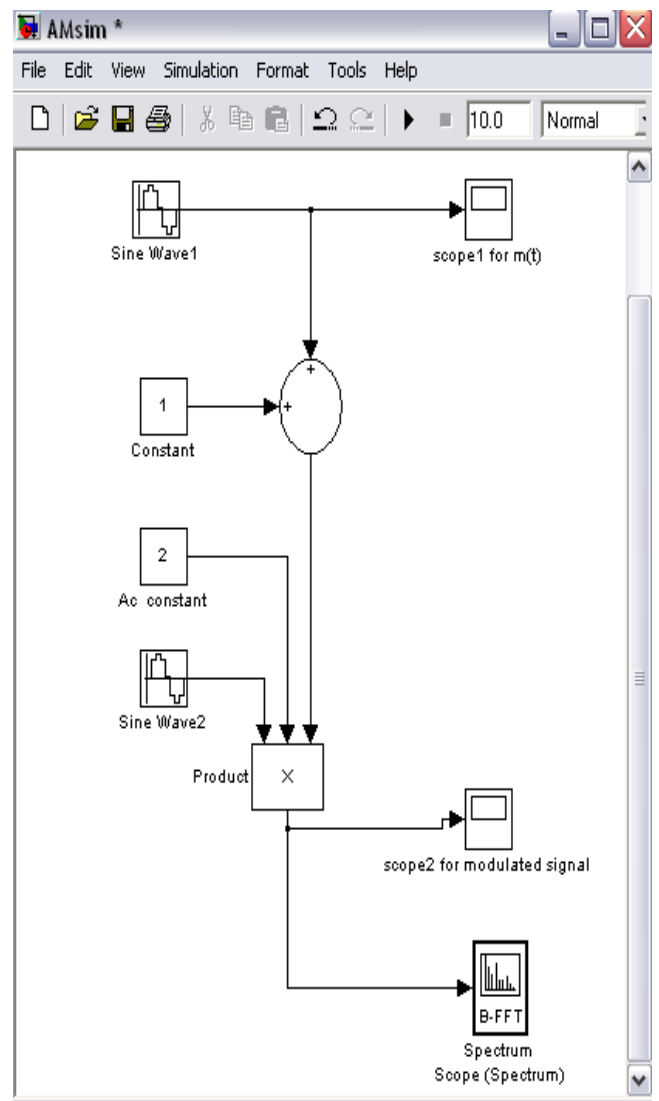 AMsim *
File Edit View Simulation Format Tools Help
10.0 Normal
Sine Wave1
scope1 for m(t)
+
1
+
Constant
2
Ac constant
Sine Wave2
Product
X
scope2 for modulated signal
B-FFT
Spectrum
Scope (Spectrum)